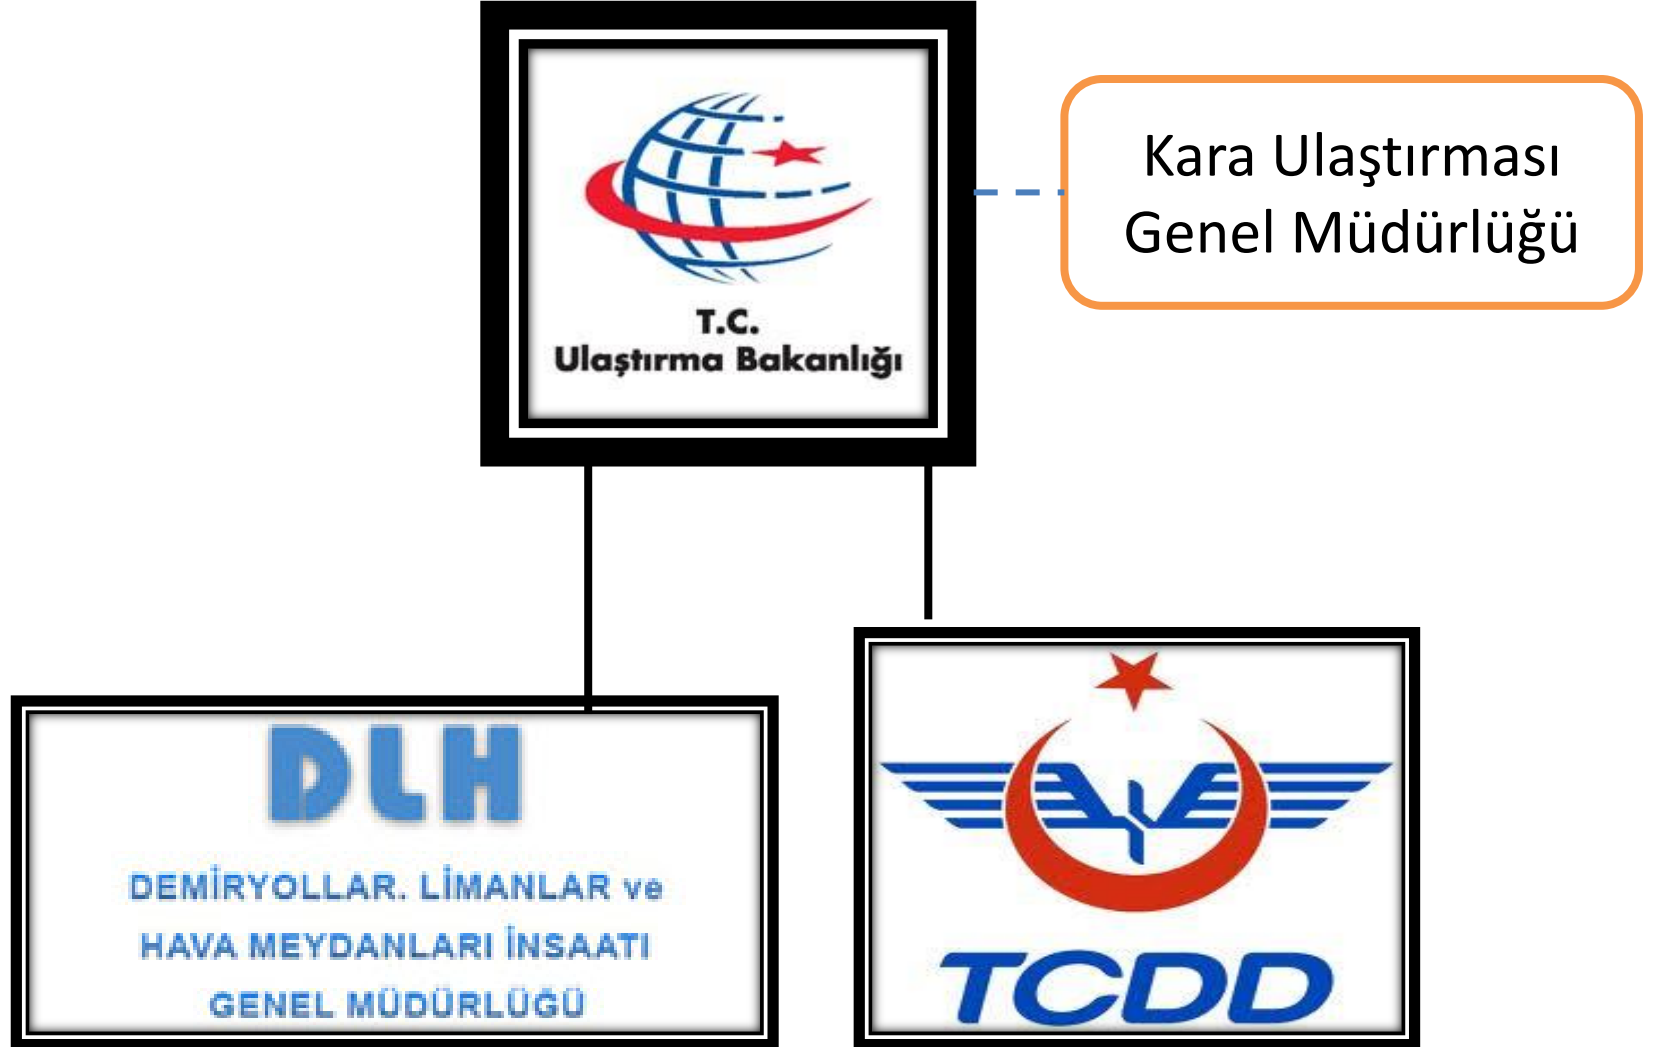 Kara Ulaştırması
Genel Müdürlüğü
T.C.
Ulaştırma Bakanlığı
DLH
DEMİRYOLLAR. LİMANLAR ve
HAVA MEYDANLARI İNSAATI
GENEL MÜDÜRLÜĞÜ
TCDD